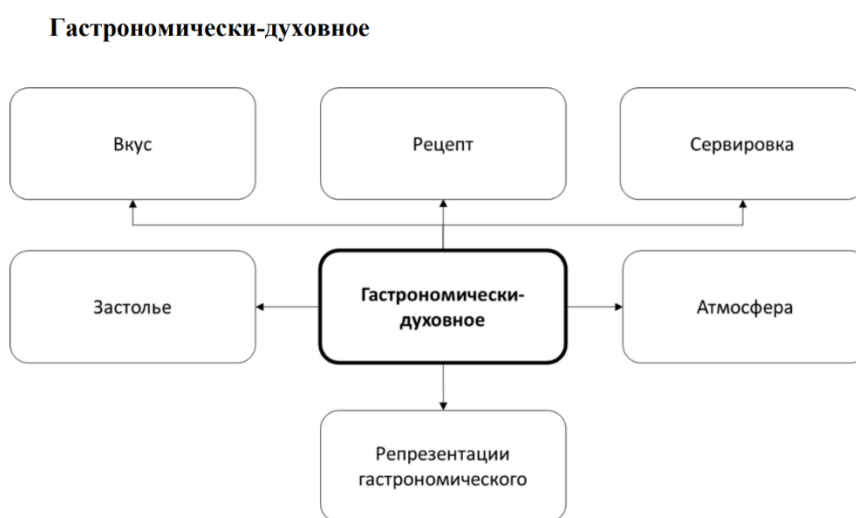 Гастрономически-духовное
Вкус
Рецепт
Сервировка
Застолье
Гастрономически-
духовное
Атмосфера
Репрезентации
гастрономического